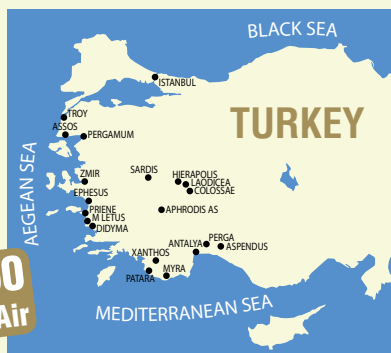 BLACK SEA
ISTANBUL
TURKEY
TROY
ASSOS
PERGAMUM
AEGEAN SEA
ZMIR
SARDIS
HIERAPOLIS
LAODICEA
COLOSSAE
EPHESUS
PRIENE
M LETUS
DIDYMA
APHRODIS AS
PERGA
ANTALYA
ASPENDUS
XANTHOS
MYRA
PATARA
MEDITERRANEAN SEA
0
Air